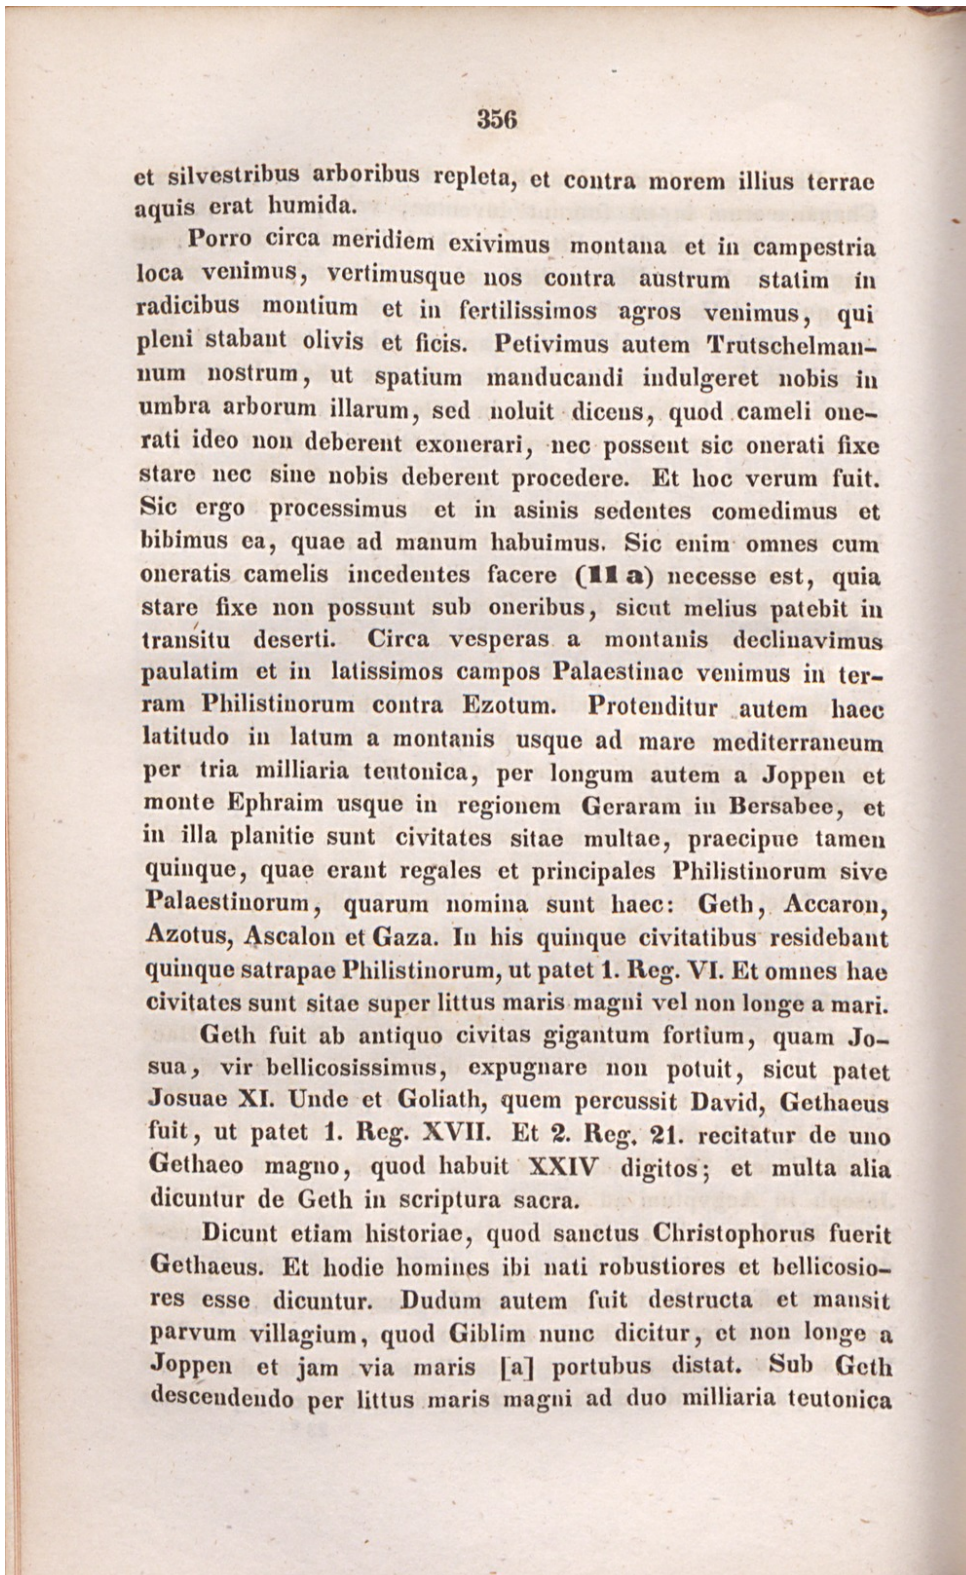 356
et silvestribus arboribus repleta, et contra morem illius terrae
aquis erat humida.
Porro circa meridiem exivimus montana et in campestria
loca venimus, vertimusque nos contra austrum statim in
radicibus montium et in fertilissimos agros venimus, qui
pleni stabant olivis et ficis. Petivimus autem Trutschelman-
num nostrum, ut spatium manducandi indulgeret nobis in
umbra arborum illarum, sed noluit dicens, quod cameli one-
rati ideo non deberent exonerari, nec possent sic onerati fixe
stare nec sine nobis deberent procedere. Et hoc verum fuit.
Sic ergo processimus et in asinis sedentes comedimus et
bibimus ea, quae ad manum habuimus. Sic enim omnes cum
oneratis camelis incedentes facere (11 a) necesse est, quia
stare fixe non possunt sub oneribus, sicut melius patebit in
transitu deserti. Circa vesperas a montanis declinavimus
paulatim et in latissimos campos Palaestinae venimus in ter-
ram Philistinorum contra Ezotum. Protenditur autem haec
latitudo in latum a montanis usque ad mare mediterraneum
per tria milliaria teutonica, per longum autem a Joppen et
monte Ephraim usque in regionem Geraram in Bersabee, et
in illa planitie sunt civitates sitae multae, praecipue tamen
quinque, quae erant regales et principales Philistinorum sive
Palaestinorum, quarum nomina sunt haec: Geth, Accaron,
Azotus, Ascalon et Gaza. In his quinque civitatibus residebant
quinque satrapae Philistinorum, ut patet 1. Reg. VI. Et omnes hae
civitates sunt sitae super littus maris magni vel non longe a mari.
Geth fuit ab antiquo civitas gigantum fortium, quam Jo-
sua, vir bellicosissimus, expugnare non potuit, sicut patet
Josuae XI. Unde et Goliath, quem percussit David, Gethaeus
fuit, ut patet 1. Reg. XVII. Et 2. Reg. 21. recitatur de uno
Gethaeo magno, quod habuit XXIV digitos; et multa alia
dicuntur de Geth in scriptura sacra.
Dicunt etiam historiae, quod sanctus Christophorus fuerit
Gethaeus. Et hodie homines ibi nati robustiores et bellicosio-
res esse dicuntur. Dudum autem fuit destructa et mansit
parvum villagium, quod Giblim nunc dicitur, et non longe a
Joppen et jam via maris [a] portubus distat. Sub Geth
descendendo per littus maris magni ad duo milliaria teutonica